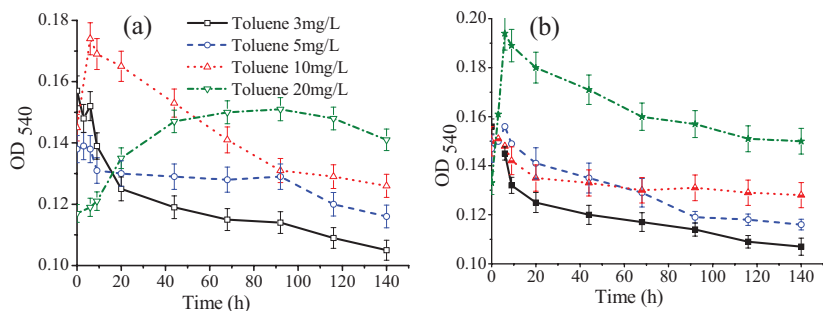 (a)
Toluene 3mg/L
Toluene 5mg/L
Toluene 10mg/L
Toluene 20mg/L
OD 540
0.18
0.16
0.14
0.12
0.10
0 20 40 60 80 100 120 140
Time (h)
(b)
OD 540
0.20
0.18
0.16
0.14
0.12
0.10
0 20 40 60 80 100 120 140
Time (h)